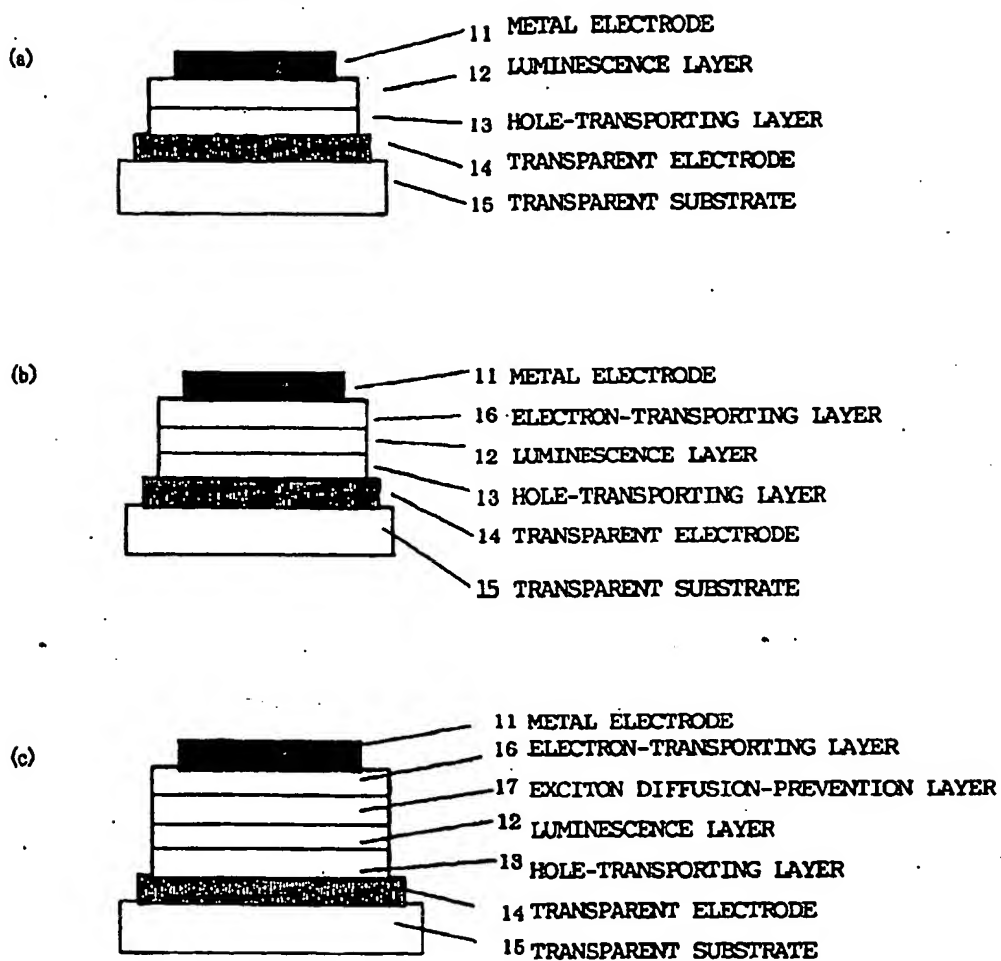 (a)
11 METAL ELECTRODE
12 LUMINESCENCE LAYER
13 HOLE-TRANSPORTING LAYER
14 TRANSPARENT ELECTRODE
15 TRANSPARENT SUBSTRATE
(b)
11 METAL ELECTRODE
16 ELECTRON-TRANSPORTING LAYER
12 LUMINESCENCE LAYER
13 HOLE-TRANSPORTING LAYER
14 TRANSPARENT ELECTRODE
15 TRANSPARENT SUBSTRATE
(c)
11 METAL ELECTRODE
16 ELECTRON-TRANSPORTING LAYER
17 EXCITON DIFFUSION-PREVENTION LAYER
12 LUMINESCENCE LAYER
13 HOLE-TRANSPORTING LAYER
14 TRANSPARENT ELECTRODE
15 TRANSPARENT SUBSTRATE